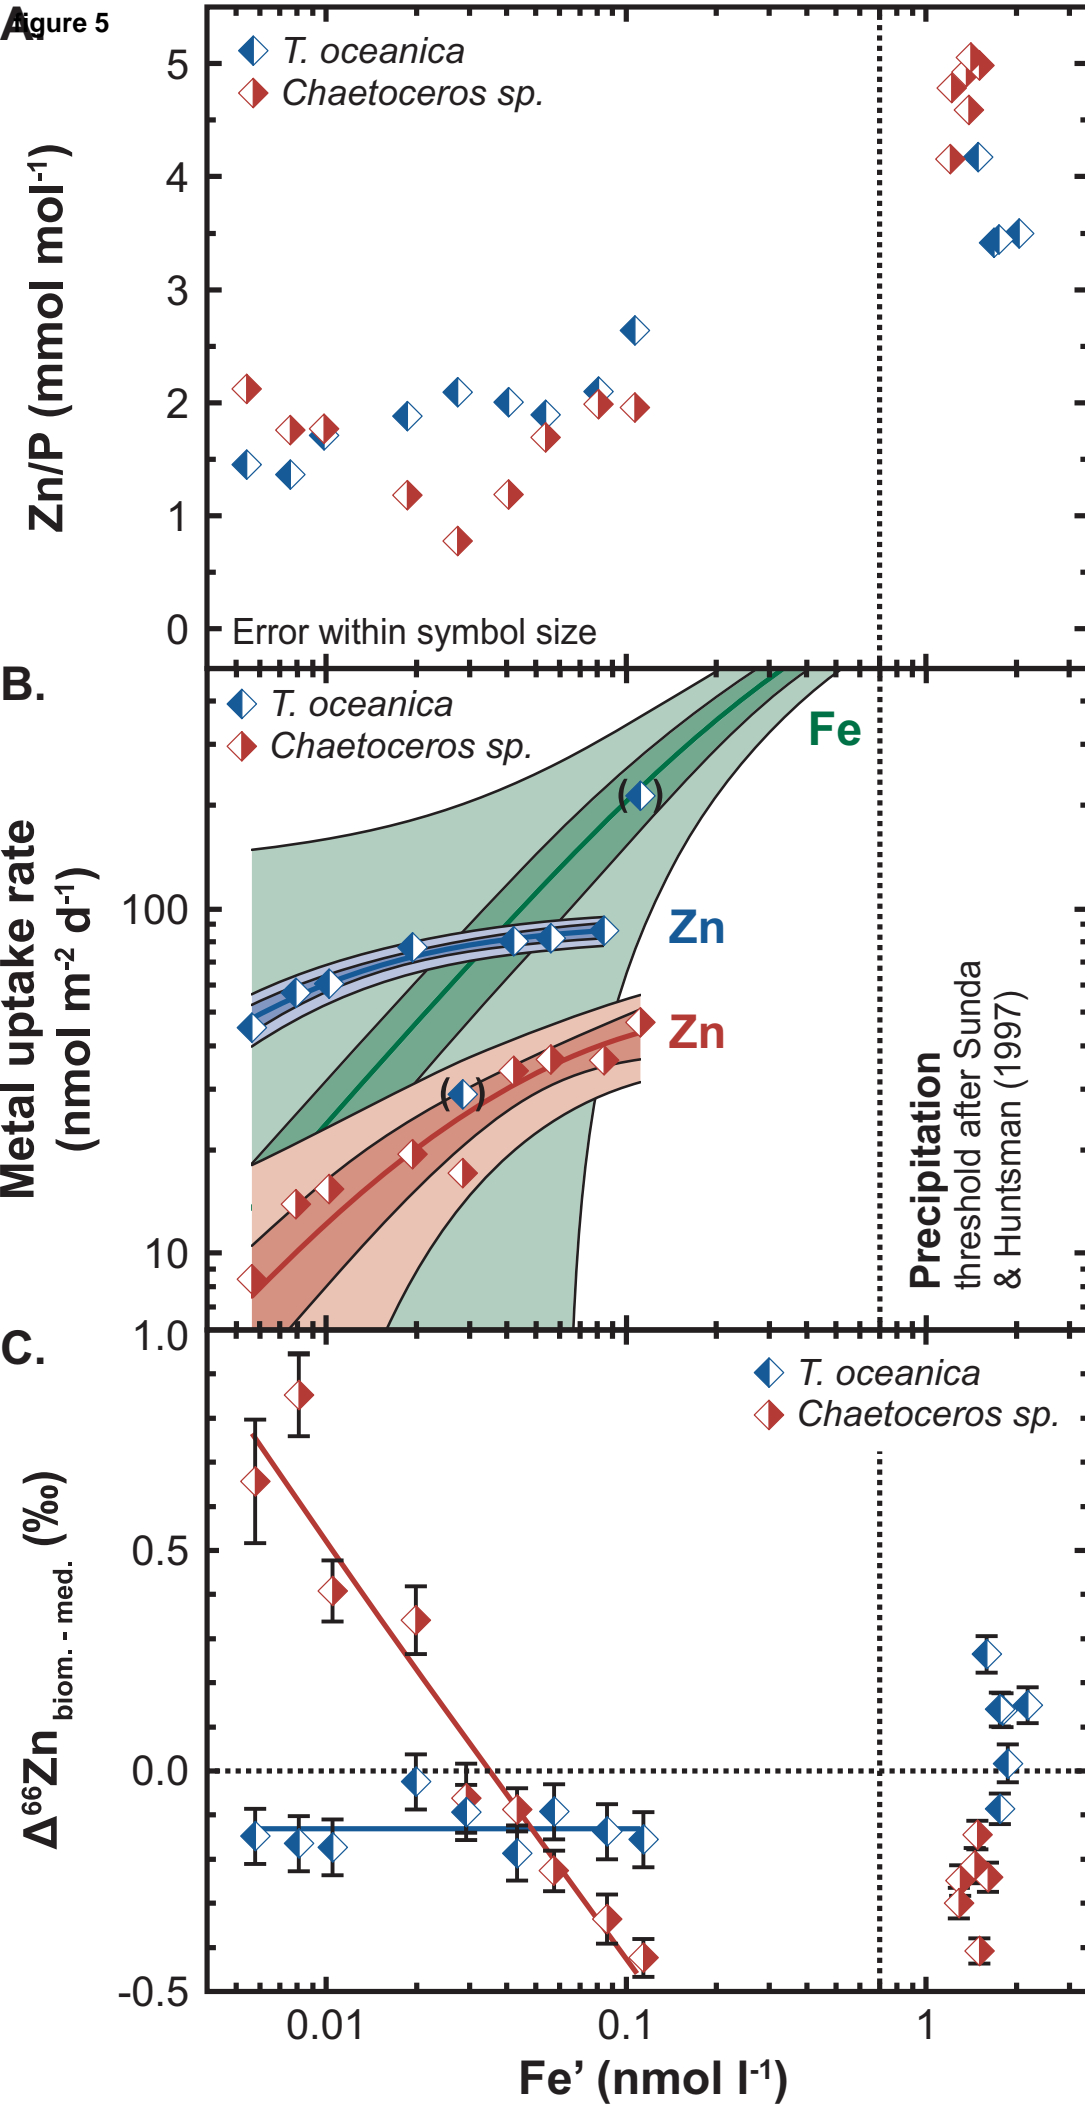 A.
figure 5
T. oceanica
Chaetoceros sp.
5
4
3
2
1
0
Zn/P (mmol mol-1)
Error within symbol size
B.
T. oceanica
Chaetoceros sp.
Fe
( )
Zn
Zn
( )
100
10
Metal uptake rate
(nmol m-2 d-1)
Precipitation
threshold after Sunda
& Huntsman (1997)
C.
T. oceanica
Chaetoceros sp.
1.0
0.5
0.0
-0.5
Δ66Zn biom. - med. (‰)
0.01
0.1
1
Fe’ (nmol l-1)